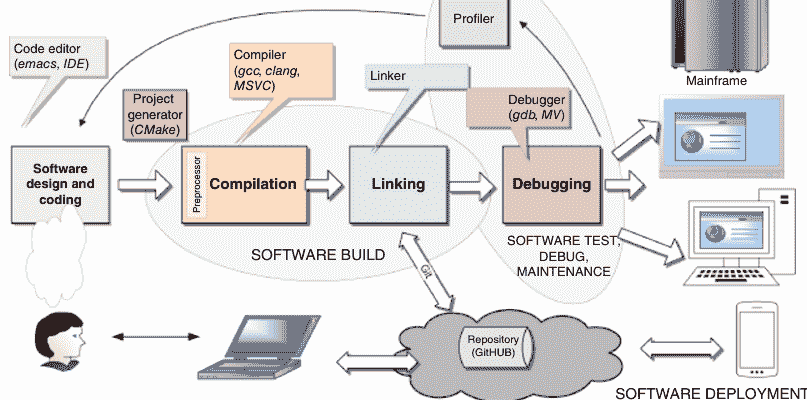 Profiler
Code editor
(emacs, IDE)
Compiler
(gcc, clang,
MSVC)
Linker
Mainframe
Project
generator
(CMake)
Debugger
(gdb, MV)
Software
design and
coding
Preprocessor
Compilation
Linking
Debugging
SOFTWARE BUILD
SOFTWARE TEST,
DEBUG,
MAINTENANCE
Git
Repository
(GitHUB)
SOFTWARE DEPLOYMENT